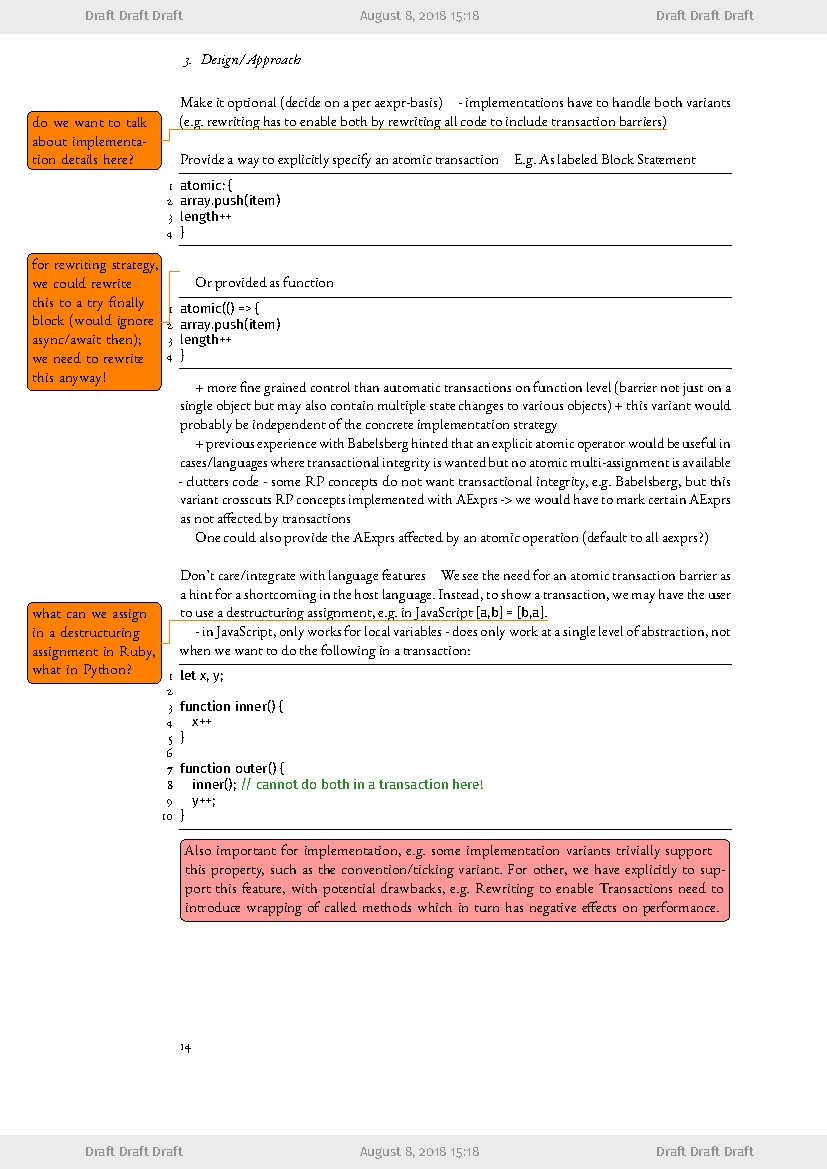 Draft Draft Draft August 8, 2018 15:18 Draft Draft Draft
3. Design/Approach
Make it optional (decide on a per aexpr-basis) - implementations have to handle both variants
(e.g. rewriting has to enable both by rewriting all code to include transaction barriers)
do we want to talk
about implementa-
tion details here?
Provide a way to explicitly specify an atomic transaction E.g. As labeled Block Statement
1 atomic: {
2 array.push(item)
3 length++
4 }
for rewriting strategy,
we could rewrite
this to a try finally
block (would ignore
async/await then);
we need to rewrite
this anyway!
Or provided as function
1 atomic(() => {
2 array.push(item)
3 length++
4 }
+ more fine grained control than automatic transactions on function level (barrier not just on a
single object but may also contain multiple state changes to various objects) + this variant would
probably be independent of the concrete implementation strategy
+ previous experience with Babelsberg hinted that an explicit atomic operator would be useful in
cases/languages where transactional integrity is wanted but no atomic multi-assignment is available
- clutters code - some RP concepts do not want transactional integrity, e.g. Babelsberg, but this
variant crosscuts RP concepts implemented with AExprs -> we would have to mark certain AExprs
as not affected by transactions
One could also provide the AExprs affected by an atomic operation (default to all aexprs?)
Don't care/integrate with language features We see the need for an atomic transaction barrier as
a hint for a shortcoming in the host language. Instead, to show a transaction, we may have the user
to use a destructuring assignment, e.g. in JavaScript [a,b] = [b,a].
what can we assign
in a destructuring
assignment in Ruby,
what in Python?
- in JavaScript, only works for local variables - does only work at a single level of abstraction, not
when we want to do the following in a transaction:
1 let x, y;
2
3 function inner() {
4 x++
5 }
6
7 function outer() {
8 inner(); // cannot do both in a transaction here!
9 y++;
10 }
Also important for implementation, e.g. some implementation variants trivially support
this property, such as the convention/ticking variant. For other, we have explicitly to sup-
port this feature, with potential drawbacks, e.g. Rewriting to enable Transactions need to
introduce wrapping of called methods which in turn has negative effects on performance.
14
Draft Draft Draft August 8, 2018 15:18 Draft Draft Draft